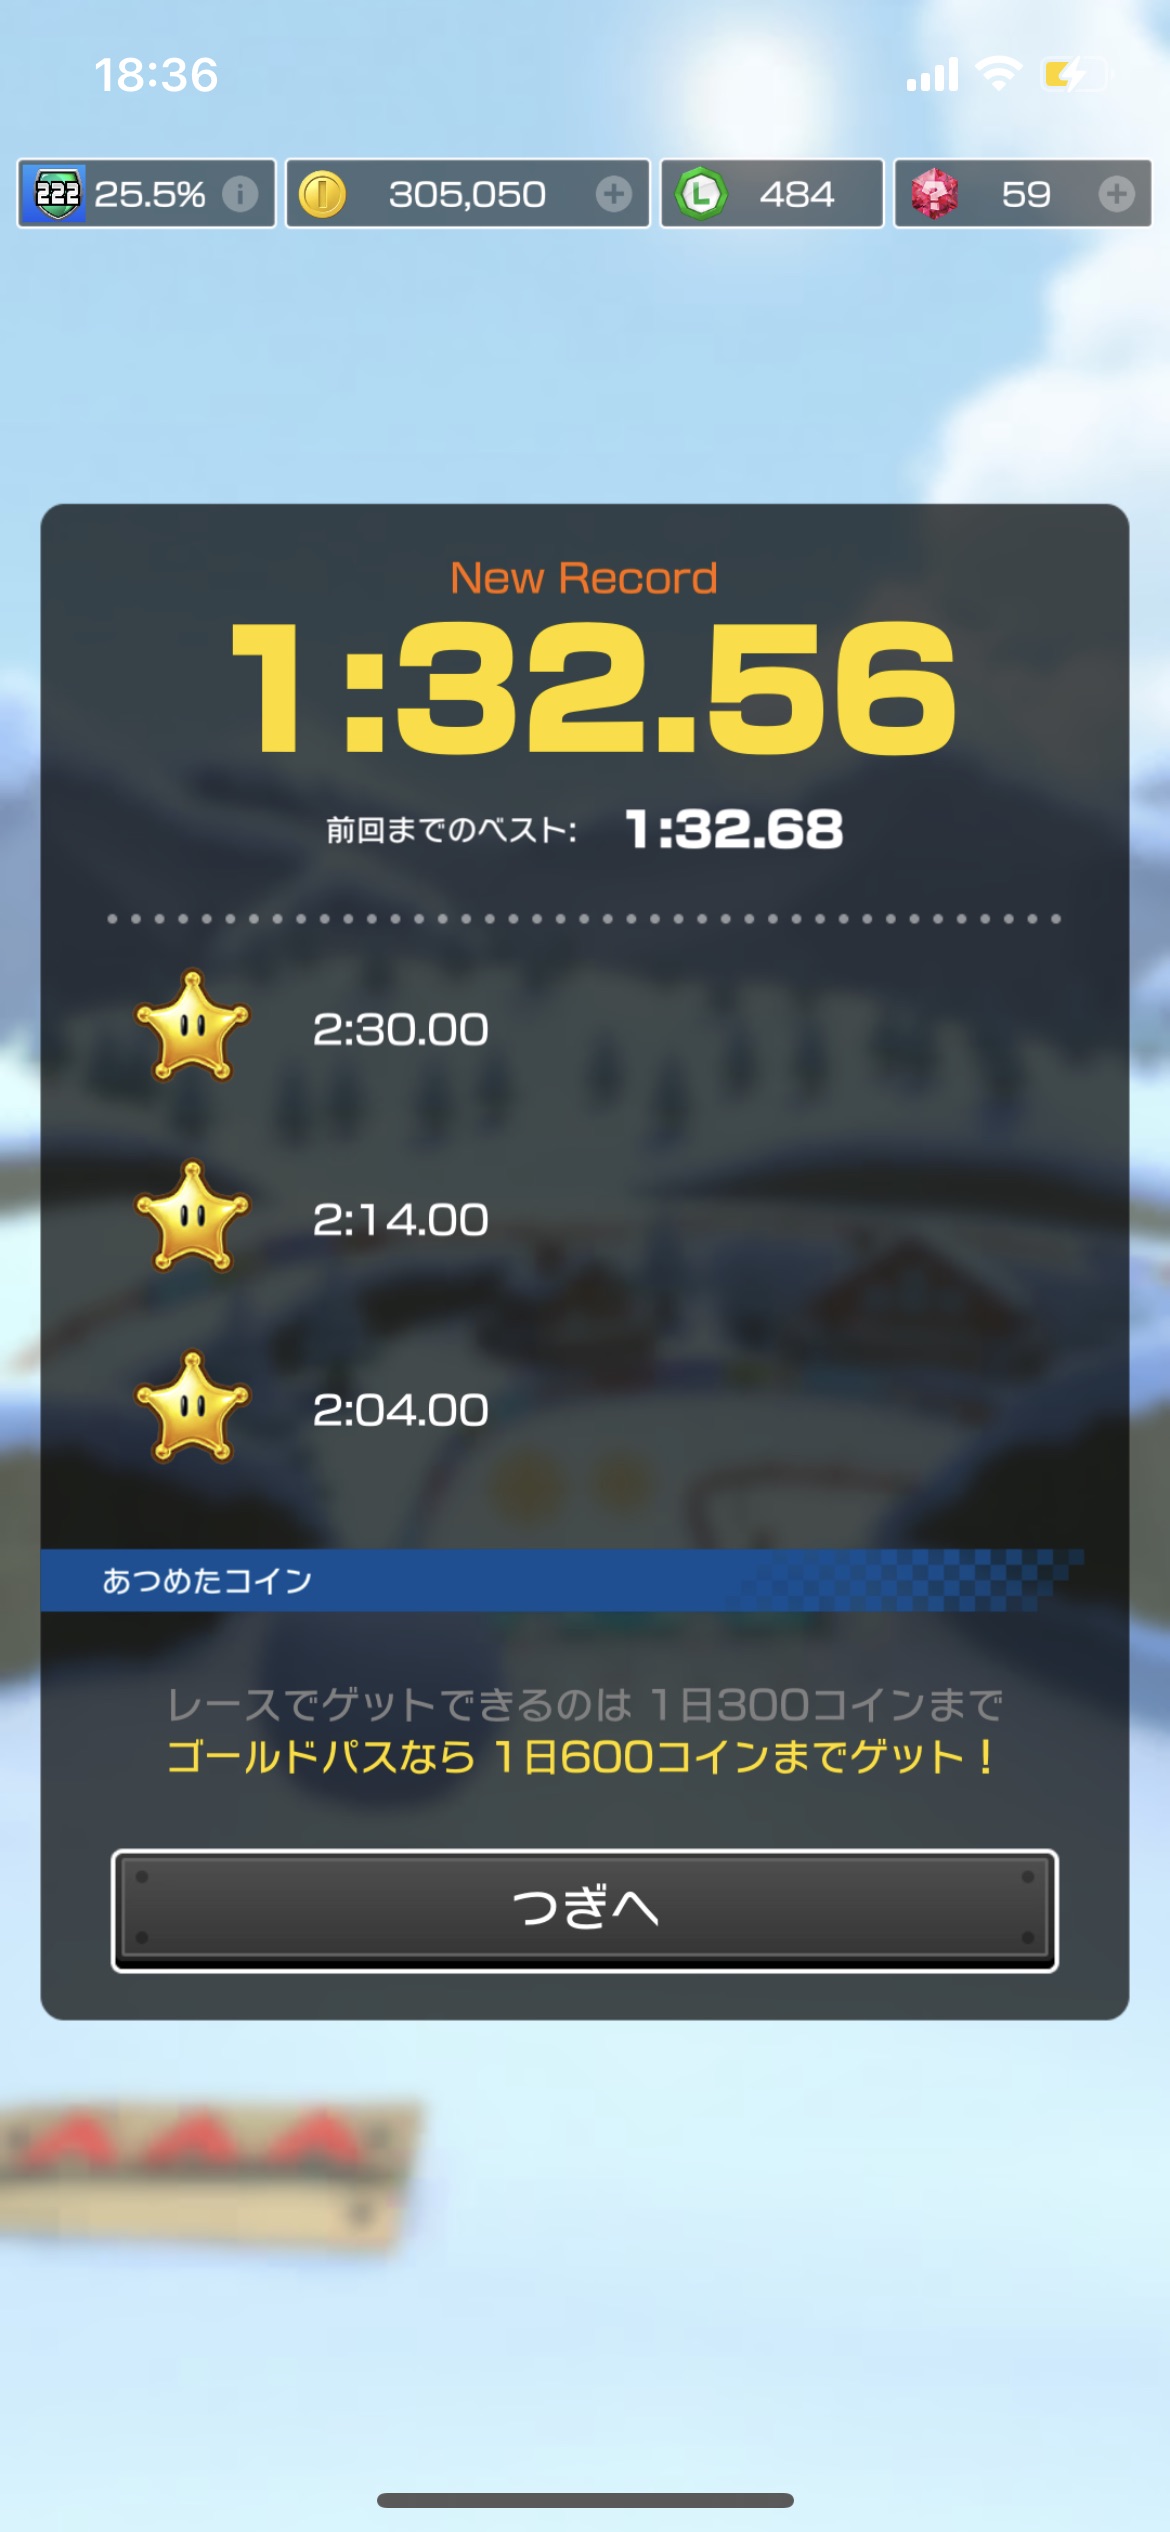 18:36
222 25.5% i 305,050 + L 484 59 +
New Record
1:32.56
前回までのベスト: 1:32.68
2:30.00
2:14.00
2:04.00
あつめたコイン
レースでゲットできるのは 1日300コインまで
ゴールドパスなら 1日600コインまでゲット！
つぎへ